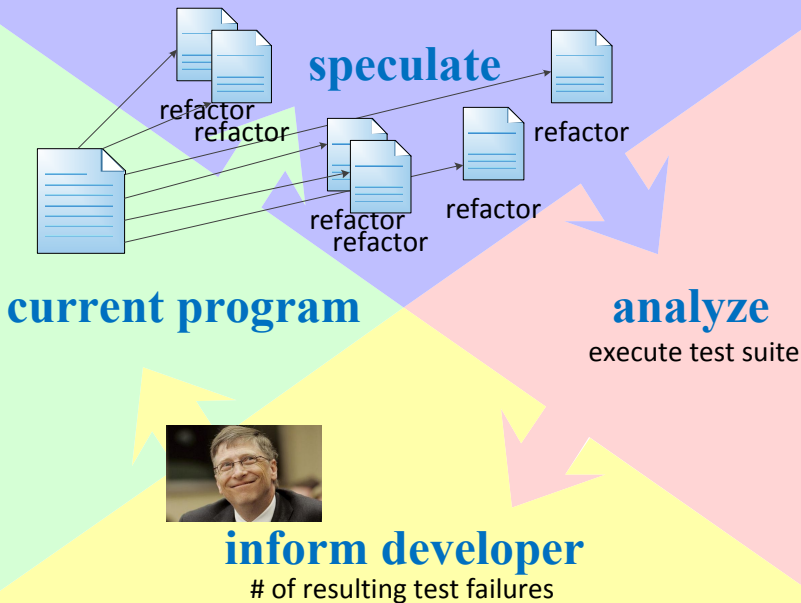 speculate
refactor
refactor
refactor
refactor
refactor
refactor
current program
analyze
execute test suite
inform developer
# of resulting test failures